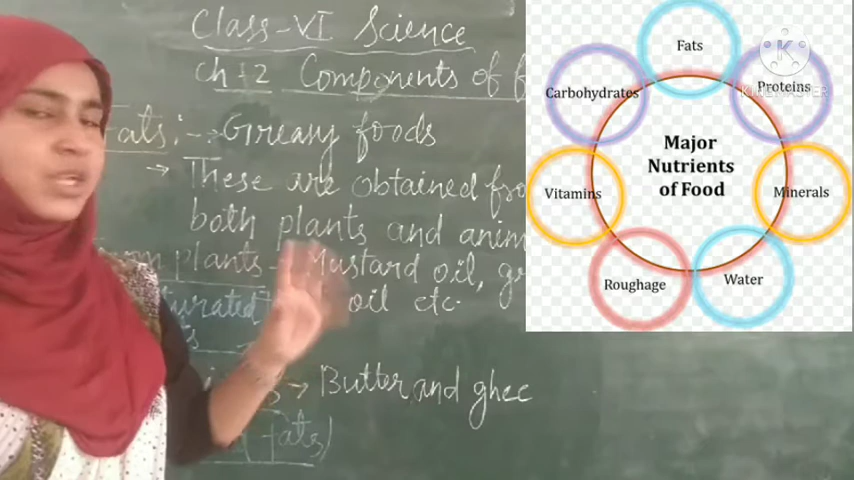 Class-VI Science
Ch-2 Components of f
Fats:- → Greasy foods
→ These are obtained fro
both plants and anim
plants - Mustard oil, gr
oil etc.
→ Butter and ghee
(fats)
Fats
Carbohydrates
Proteins
KINEMASTER
Major
Nutrients
of Food
Vitamins
Minerals
Roughage
Water